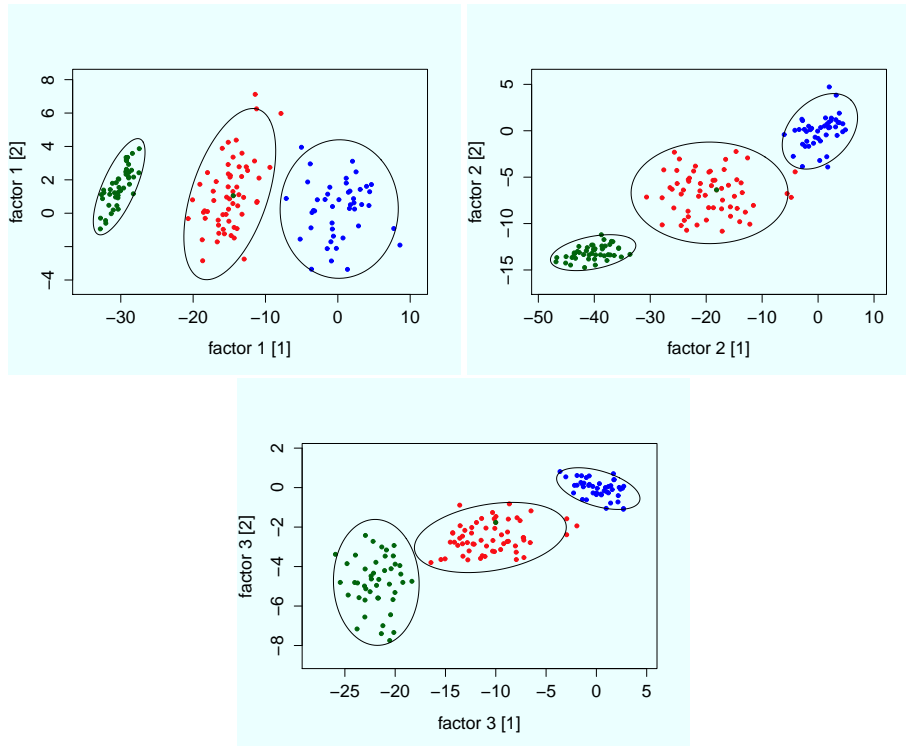 8
6
4
2
0
−4
factor 1 [2]
−30 −20 −10 0 10
factor 1 [1]
5
0
−5
−10
−15
factor 2 [2]
−50 −40 −30 −20 −10 0 10
factor 2 [1]
2
0
−2
−4
−6
−8
factor 3 [2]
−25 −20 −15 −10 −5 0 5
factor 3 [1]